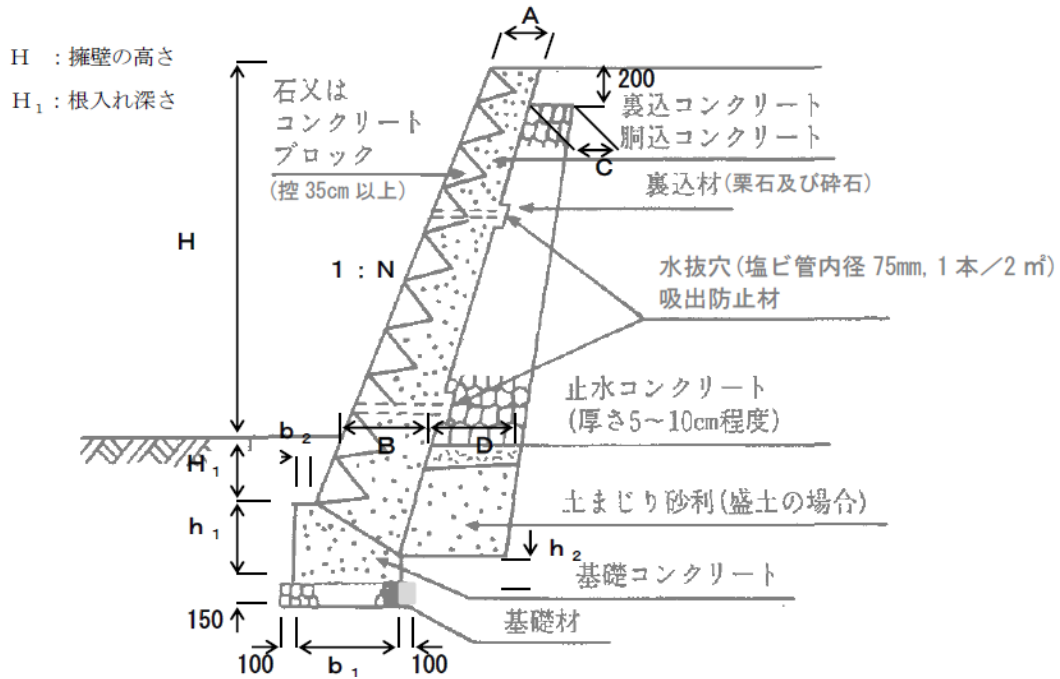 H :擁壁の高さ
H₁:根入れ深さ
A
200
石又は
コンクリート
ブロック
(控 35cm 以上)
裏込コンクリート
胴込コンクリート
C
裏込材(栗石及び砕石)
H
1:N
水抜穴(塩ビ管内径 75mm, 1 本/2 ㎡)
吸出防止材
止水コンクリート
(厚さ5~10cm程度)
b₂
B
D
H₁
土まじり砂利(盛土の場合)
h₁
h₂
基礎コンクリート
150
基礎材
100
b₁
100